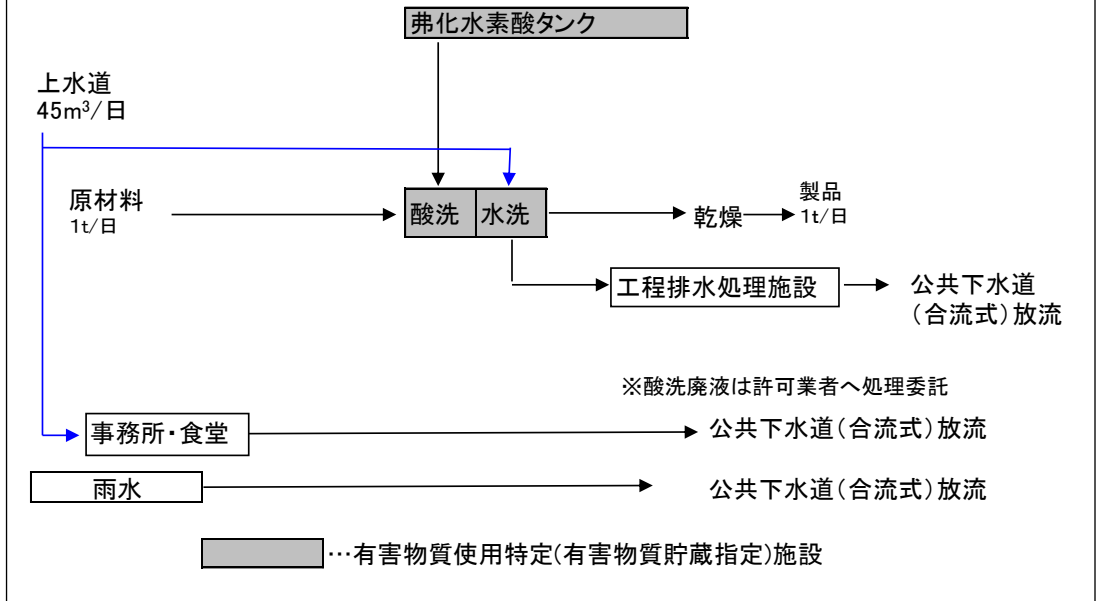 弗化水素酸タンク
上水道
45m³/日
原材料
1t/日
酸洗 水洗
乾燥
製品
1t/日
工程排水処理施設
公共下水道
(合流式)放流
※酸洗廃液は許可業者へ処理委託
事務所・食堂
公共下水道(合流式)放流
雨水
公共下水道(合流式)放流
…有害物質使用特定(有害物質貯蔵指定)施設